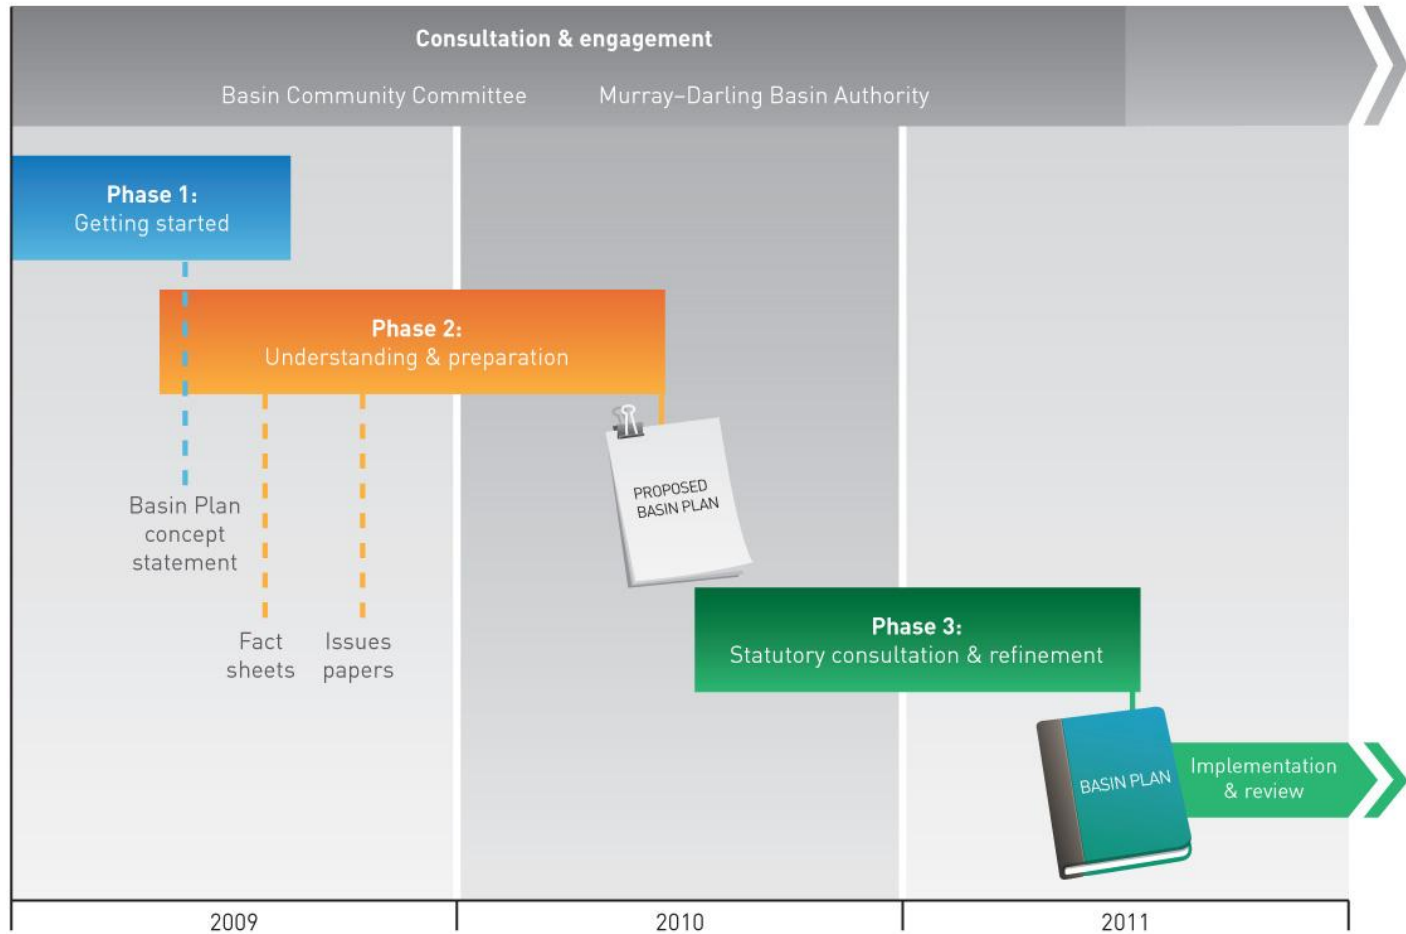 Consultation & engagement
Basin Community Committee
Murray–Darling Basin Authority
Phase 1:
Getting started
Phase 2:
Understanding & preparation
PROPOSED
BASIN PLAN
Basin Plan
concept
statement
Fact
sheets
Issues
papers
Phase 3:
Statutory consultation & refinement
BASIN PLAN
Implementation
& review
2009
2010
2011